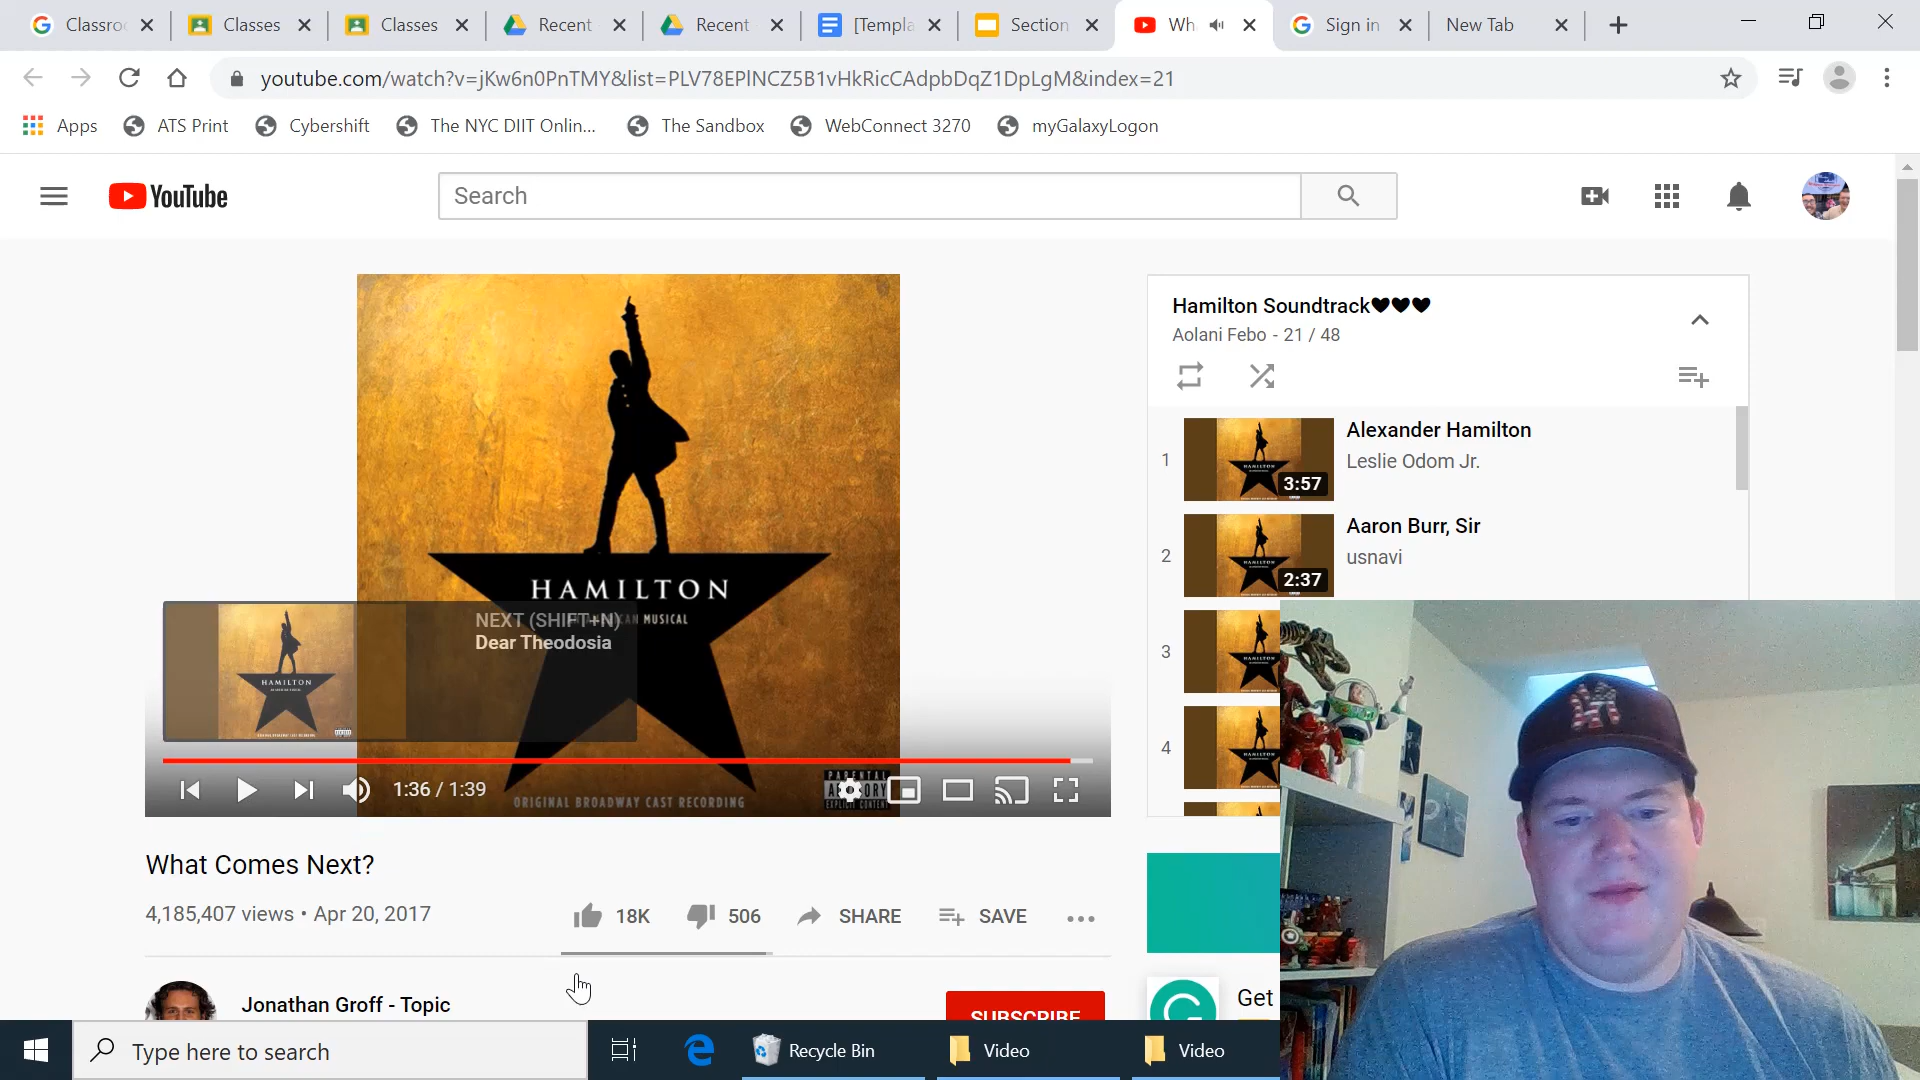 Classro
Classes
Classes
Recent
Recent
[Templa
Section
Wh
Sign in
New Tab
youtube.com/watch?v=jKw6n0PnTMY&list=PLV78EPlNCZ5B1vHkRicCAdpbDqZ1DpLgM&index=21
Apps
ATS Print
Cybershift
The NYC DIIT Onlin...
The Sandbox
WebConnect 3270
myGalaxyLogon
YouTube
Search
Hamilton Soundtrack♥♥♥
Aolani Febo - 21 / 48
1
3:57
Alexander Hamilton
Leslie Odom Jr.
2
2:37
Aaron Burr, Sir
usnavi
3
4
HAMILTON
MUSICAL
NEXT (SHIFT+N)
Dear Theodosia
HAMILTON
1:36 / 1:39
ORIGINAL BROADWAY CAST RECORDING
PARENTAL
EXPLICIT CONTENT
What Comes Next?
4,185,407 views • Apr 20, 2017
18K
506
SHARE
SAVE
Jonathan Groff - Topic
SUBSCRIBE
Get
Type here to search
Recycle Bin
Video
Video